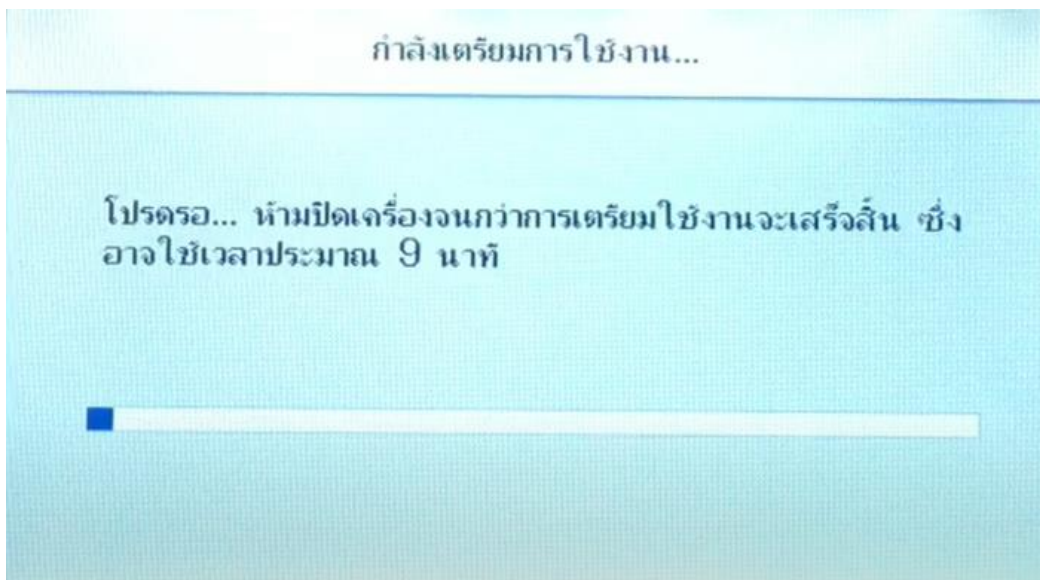 กำลังเตรียมการใช้งาน...
โปรดรอ... ห้ามปิดเครื่องจนกว่าการเตรียมใช้งานจะเสร็จสิ้น ซึ่ง
อาจใช้เวลาประมาณ 9 นาที